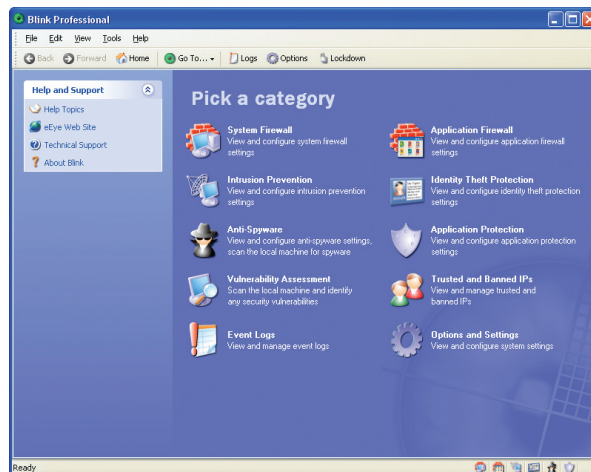 Blink Professional
File Edit View Tools Help
Back Forward Home Go To... Logs Options Lockdown
Help and Support
Help Topics
eEye Web Site
Technical Support
About Blink
Pick a category
System Firewall
View and configure system firewall
settings
Application Firewall
View and configure application firewall
settings
Intrusion Prevention
View and configure intrusion prevention
settings
Identity Theft Protection
View and configure identity theft protection
settings
Anti-Spyware
View and configure anti-spyware settings,
scan the local machine for spyware
Application Protection
View and configure application protection
settings
Vulnerability Assessment
Scan the local machine and identify
any security vulnerabilities
Trusted and Banned IPs
View and manage trusted and
banned IPs
Event Logs
View and manage event logs
Options and Settings
View and configure system settings
Ready